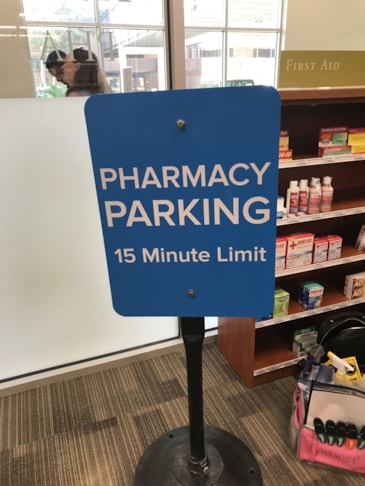 First Aid
PHARMACY
PARKING
15 Minute Limit